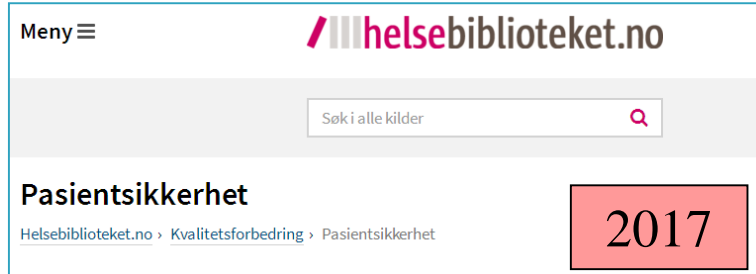 Meny
helsebiblioteket.no
Søk i alle kilder
Pasientsikkerhet
Helsebiblioteket.no › Kvalitetsforbedring › Pasientsikkerhet
2017